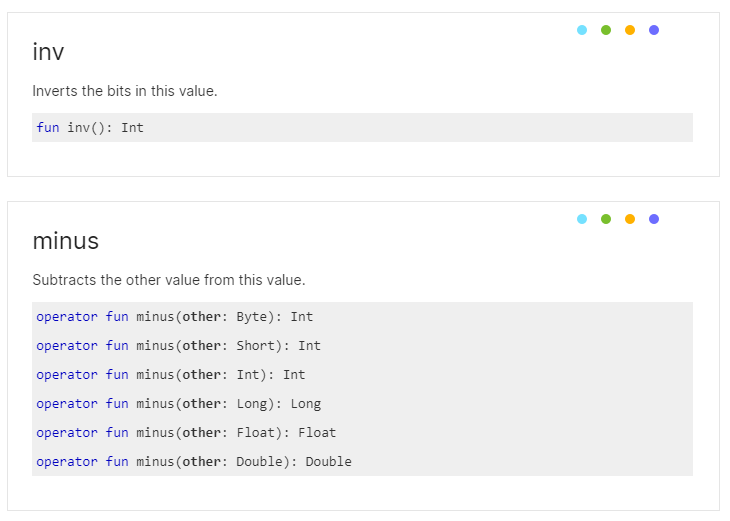 inv
Inverts the bits in this value.
fun inv(): Int
minus
Subtracts the other value from this value.
operator fun minus(other: Byte): Int
operator fun minus(other: Short): Int
operator fun minus(other: Int): Int
operator fun minus(other: Long): Long
operator fun minus(other: Float): Float
operator fun minus(other: Double): Double